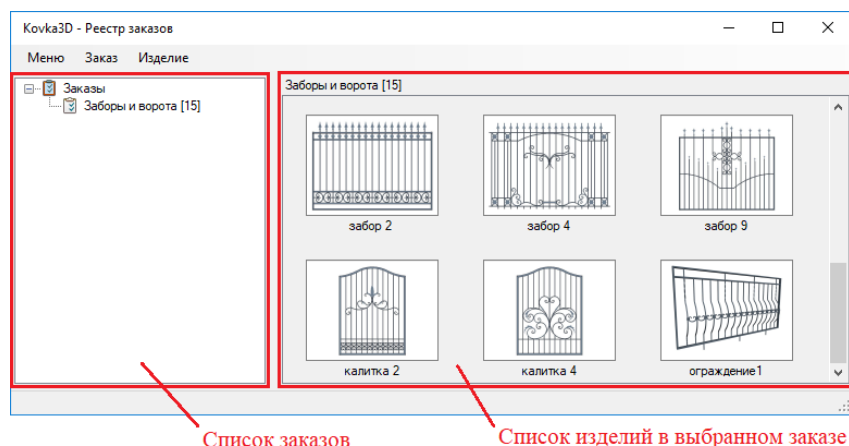 Kovka3D - Реестр заказов
Меню Заказ Изделие
Заказы
Заборы и ворота [15]
Заборы и ворота [15]
забор 2 забор 4 забор 9
калитка 2 калитка 4 ограждение1
Список заказов
Список изделий в выбранном заказе